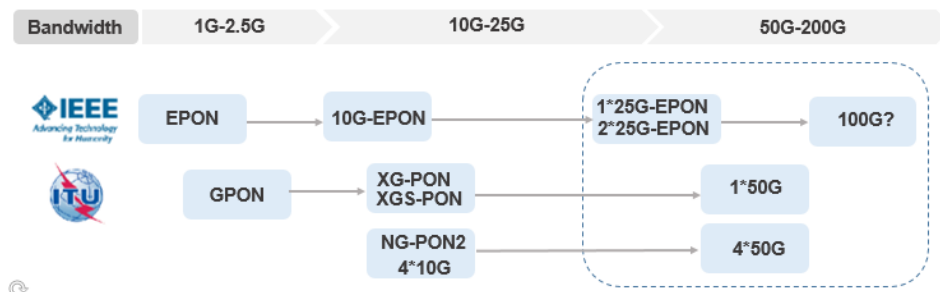 Bandwidth 1G-2.5G 10G-25G 50G-200G
IEEE
Advancing Technology
for Humanity
EPON
10G-EPON
1*25G-EPON
2*25G-EPON
100G?
ITU
GPON
XG-PON
XGS-PON
1*50G
NG-PON2
4*10G
4*50G